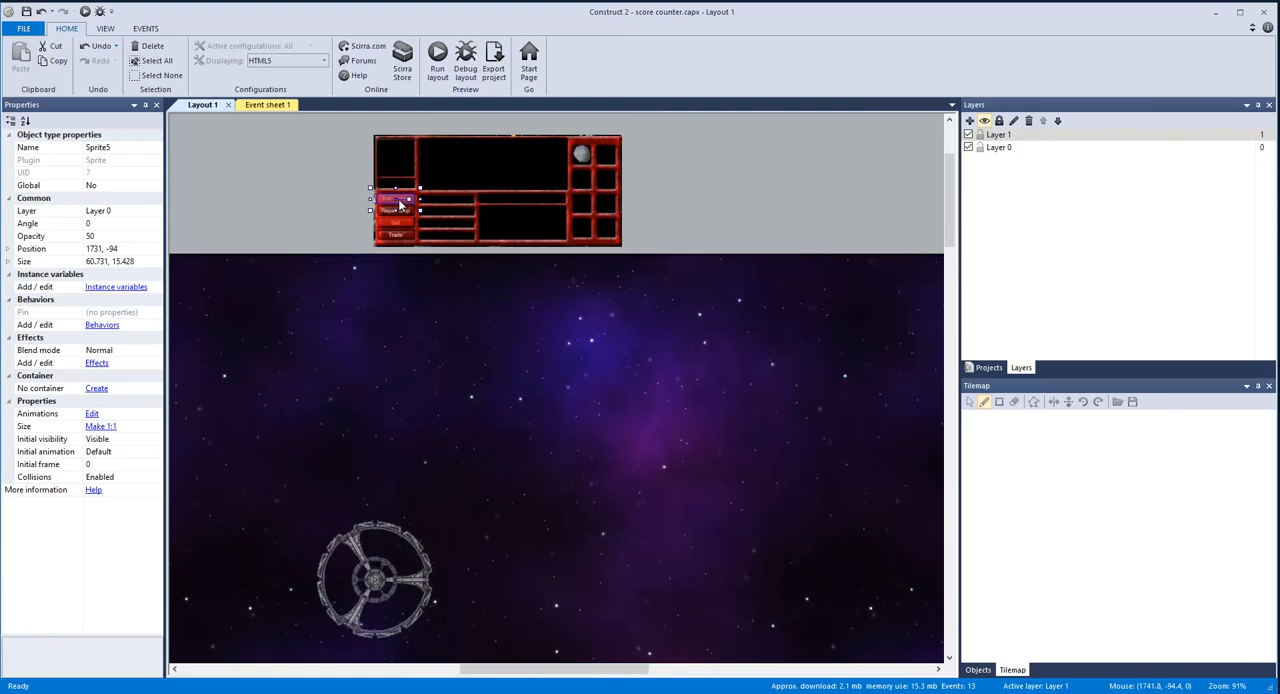 Construct 2 - score counter.capx - Layout 1
FILE HOME VIEW EVENTS
Paste
Cut
Copy
Clipboard
Undo
Redo
Undo
Delete
Select All
Select None
Selection
Active configurations: All
Displaying: HTML5
Configurations
Scirra.com
Forums
Help
Scirra Store
Online
Run layout
Debug layout
Export project
Preview
Start Page
Go
Properties
Layout 1
Event sheet 1
Layers
Object type properties
Name Sprite5
Plugin Sprite
UID 7
Global No
Common
Layer Layer 0
Angle 0
Opacity 50
Position 1731, -94
Size 60.731, 15.428
Instance variables
Add / edit Instance variables
Behaviors
Pin (no properties)
Add / edit Behaviors
Effects
Blend mode Normal
Add / edit Effects
Container
No container Create
Properties
Animations Edit
Size Make 1:1
Initial visibility Visible
Initial animation Default
Initial frame 0
Collisions Enabled
More information Help
Sell
Trade
Layer 1 1
Layer 0 0
Projects Layers
Tilemap
Objects Tilemap
Ready
Approx. download: 2.1 mb memory use: 15.3 mb Events: 13
Active layer: Layer 1
Mouse: (1741.8, -94.4, 0)
Zoom: 91%